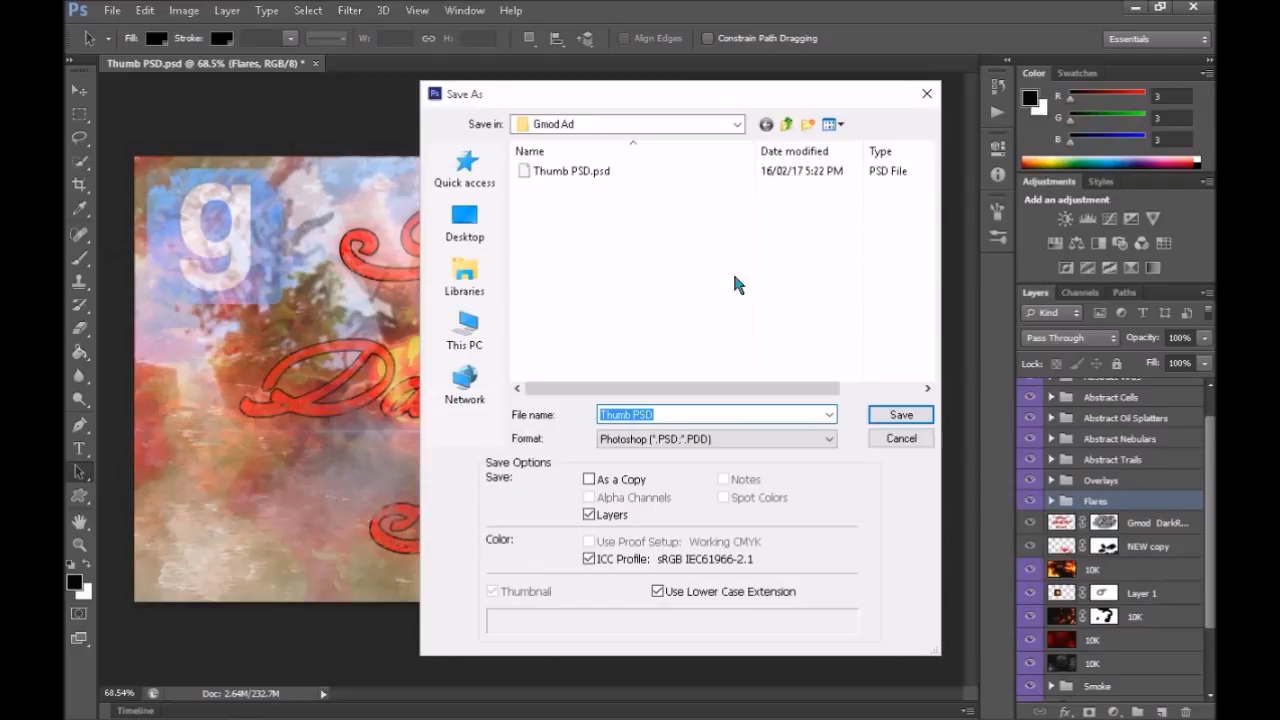 Ps File Edit Image Layer Type Select Filter 3D View Window Help
Fill: Stroke: W: H: Align Edges Constrain Path Dragging Essentials
Thumb PSD.psd @ 68.5% (Flares, RGB/8) * ×
Save As
Save in: Gmod Ad
Name Date modified Type
Thumb PSD.psd 16/02/17 5:22 PM PSD File
Quick access
Desktop
Libraries
This PC
Network
File name: Thumb PSD Save
Format: Photoshop (*.PSD;*.PDD) Cancel
Save Options
Save: As a Copy Notes
Alpha Channels Spot Colors
Layers
Color: Use Proof Setup: Working CMYK
ICC Profile: sRGB IEC61966-2.1
Thumbnail Use Lower Case Extension
g
Color Swatches
R 3
G 3
B 3
Adjustments Styles
Add an adjustment
Layers Channels Paths
Kind
Pass Through Opacity: 100%
Lock: Fill: 100%
Abstract Cells
Abstract Oil Splatters
Abstract Nebulars
Abstract Trails
Overlays
Flares
Gmod DarkR...
NEW copy
10K
Layer 1
10K
10K
10K
Smoke
68.54% Doc: 2.64M/232.7M
Timeline